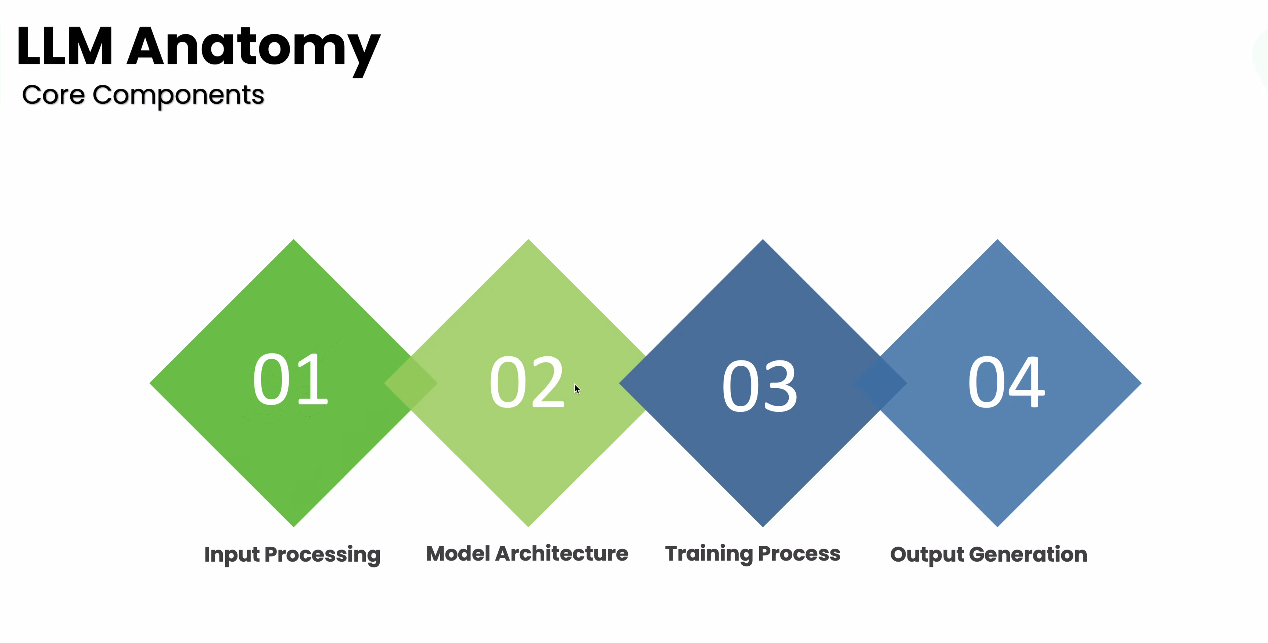 LLM Anatomy
Core Components
01
02
03
04
Input Processing
Model Architecture
Training Process
Output Generation